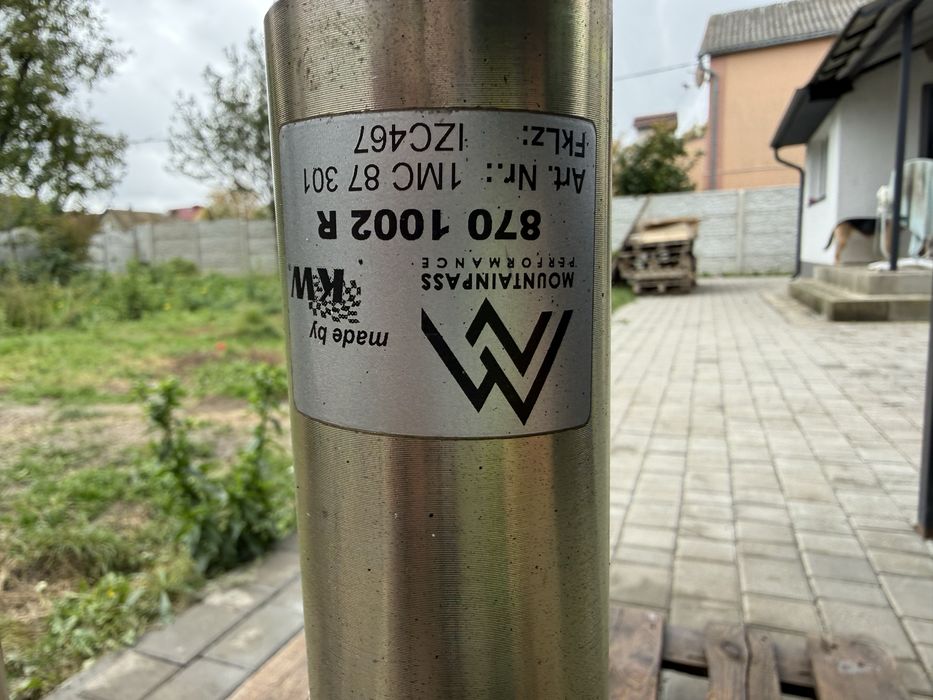 made by
KW
MOUNTAINPASS
PERFORMANCE
870 1002 R
Art. Nr.: 1MC 87 301
FKLZ: IZC467